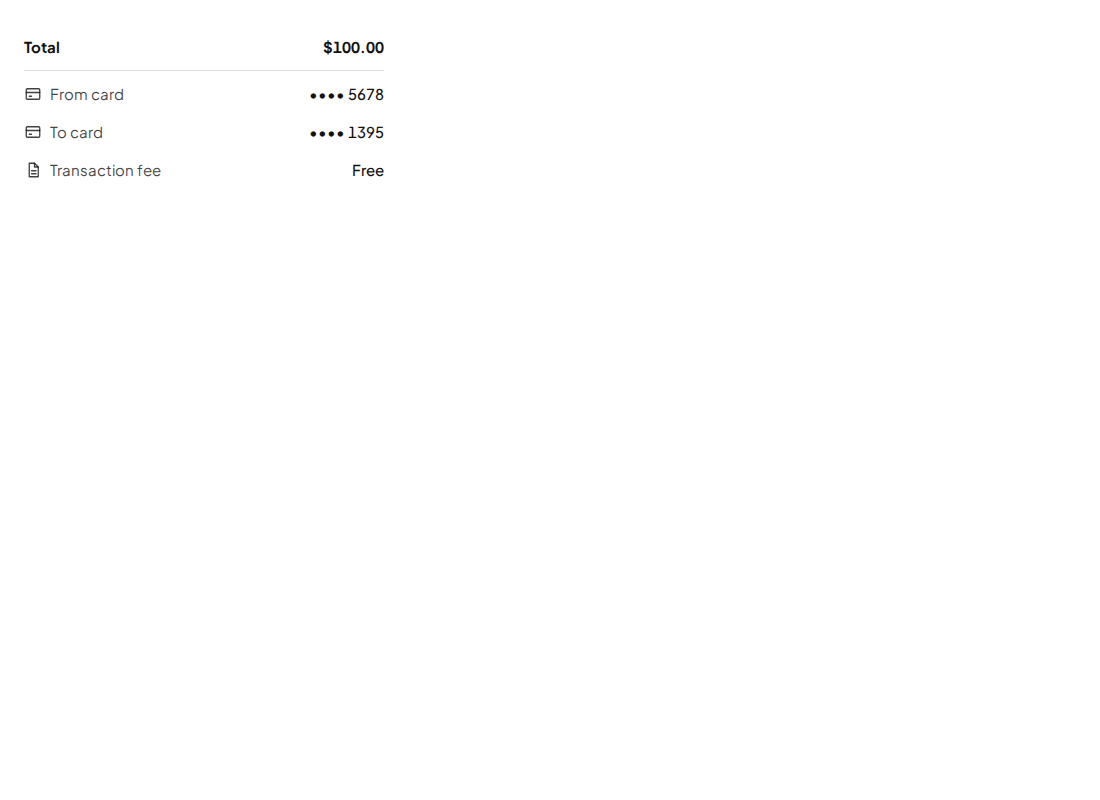 Total $100.00
From card •••• 5678
To card •••• 1395
Transaction fee Free